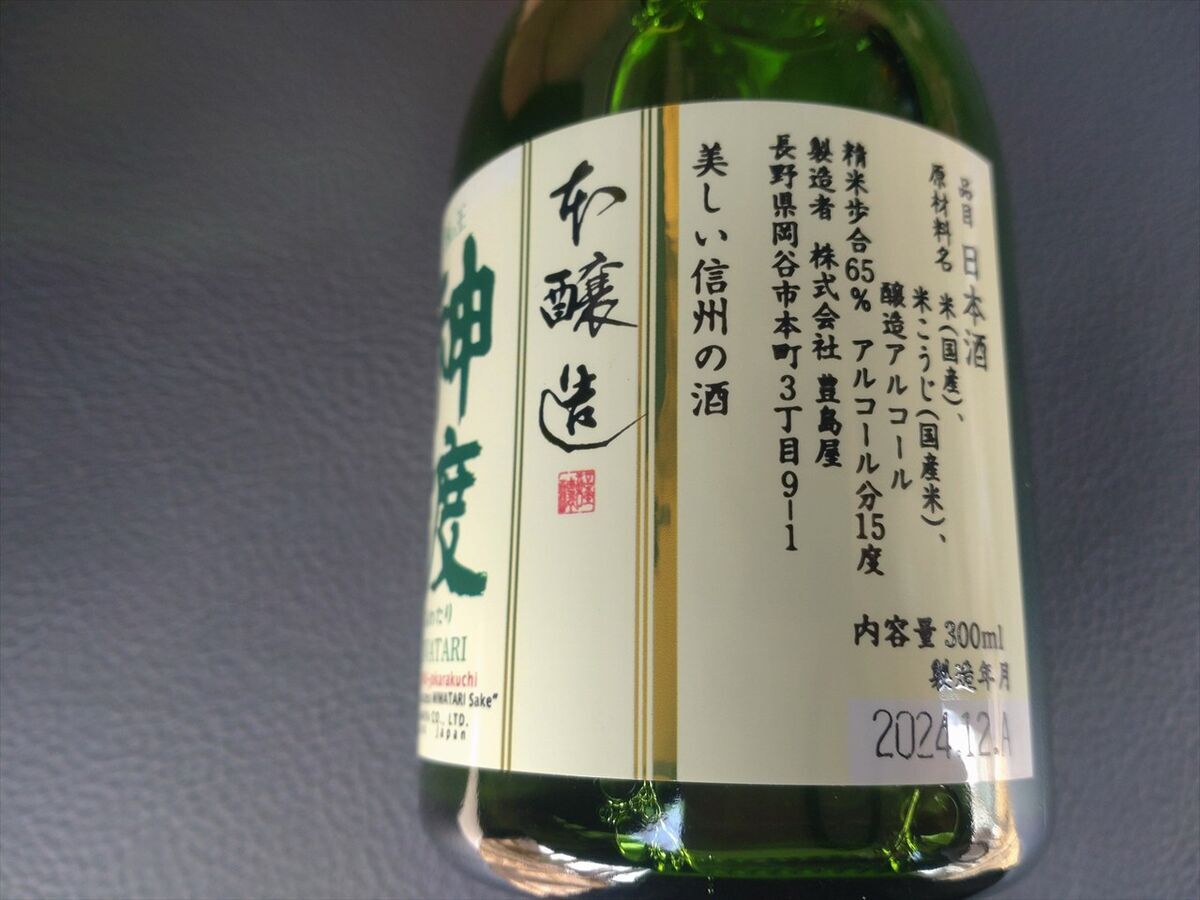 品目 日本酒
原材料名 米(国産)、
米こうじ(国産米)、
醸造アルコール
精米歩合65% アルコール分15度
製造者 株式会社 豊島屋
長野県岡谷市本町3丁目9-1
美しい信州の酒
内容量 300ml
製造年月
2024.12.A
本醸造
神度
わたり
WATARI
karakuchi
MIWATARI Sake"
CO., LTD.
Japan